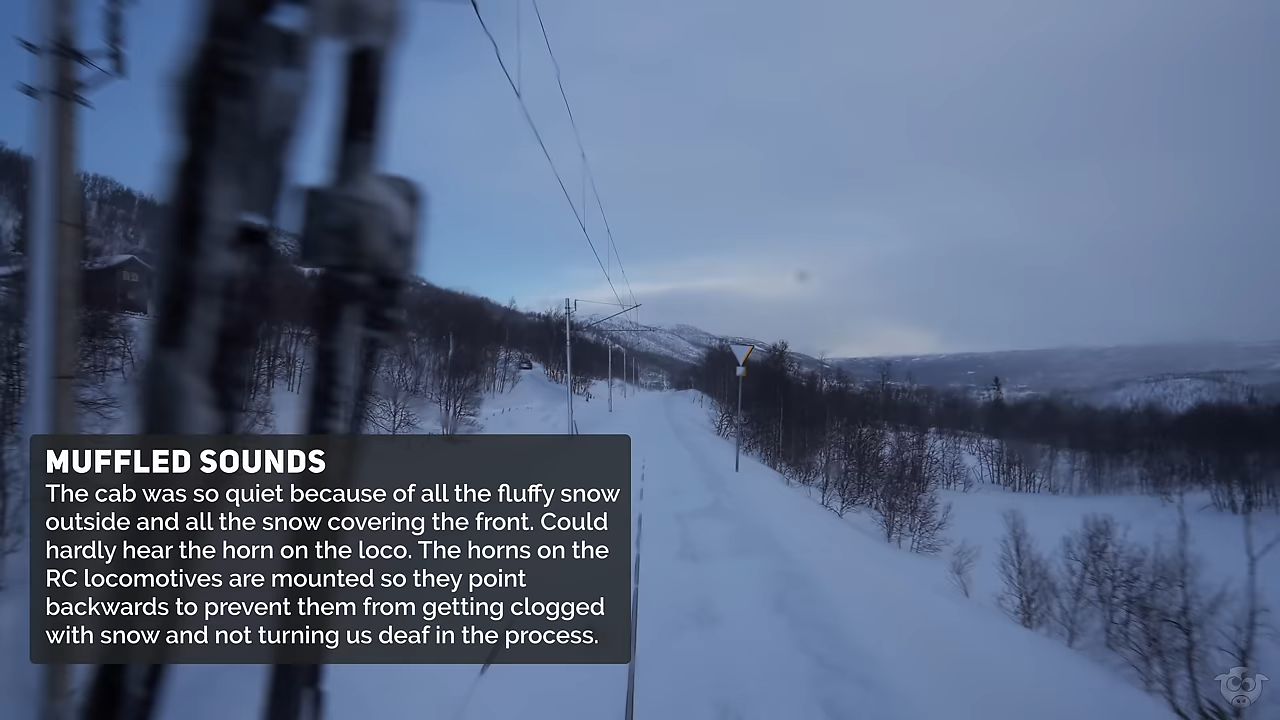 MUFFLED SOUNDS
The cab was so quiet because of all the fluffy snow
outside and all the snow covering the front. Could
hardly hear the horn on the loco. The horns on the
RC locomotives are mounted so they point
backwards to prevent them from getting clogged
with snow and not turning us deaf in the process.